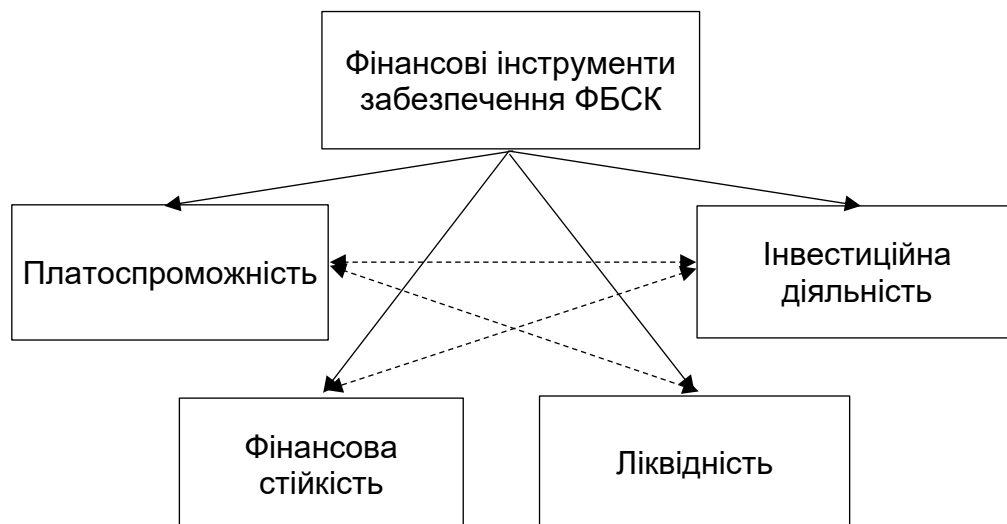 Фінансові інструменти
забезпечення ФБСК
Платоспроможність
Інвестиційна
діяльність
Фінансова
стійкість
Ліквідність